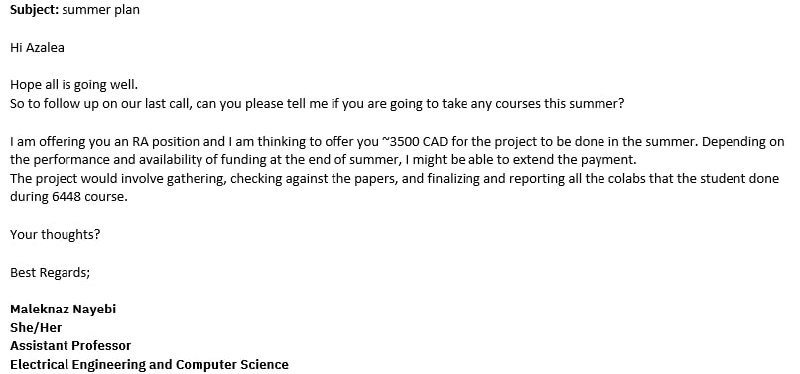 Subject: summer plan
Hi Azalea
Hope all is going well.
So to follow up on our last call, can you please tell me if you are going to take any courses this summer?
I am offering you an RA position and I am thinking to offer you ~3500 CAD for the project to be done in the summer. Depending on
the performance and availability of funding at the end of summer, I might be able to extend the payment.
The project would involve gathering, checking against the papers, and finalizing and reporting all the colabs that the student done
during 6448 course.
Your thoughts?
Best Regards;
Maleknaz Nayebi
She/Her
Assistant Professor
Electrical Engineering and Computer Science